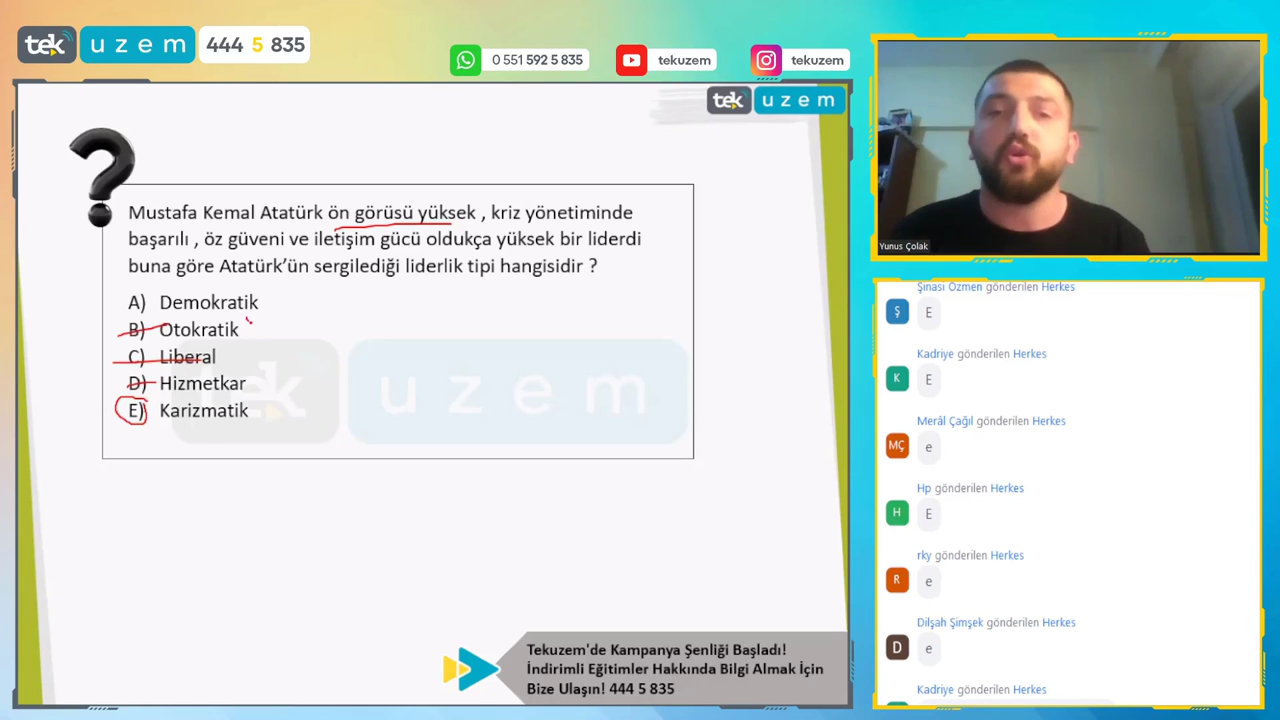 tek uzem 444 5 835
0 551 592 5 835
tekuzem
tekuzem
tek uzem
Mustafa Kemal Atatürk ön görüsü yüksek , kriz yönetiminde
başarılı , öz güveni ve iletişim gücü oldukça yüksek bir liderdi
buna göre Atatürk'ün sergilediği liderlik tipi hangisidir ?
A) Demokratik
B) Otokratik
C) Liberal
D) Hizmetkar
E) Karizmatik
tek uzem
Tekuzem'de Kampanya Şenliği Başladı!
İndirimli Eğitimler Hakkında Bilgi Almak İçin
Bize Ulaşın! 444 5 835
Yunus Çolak
Şinasi Özmen gönderilen Herkes
Ş E
Kadriye gönderilen Herkes
K E
Merâl Çağıl gönderilen Herkes
MÇ e
Hp gönderilen Herkes
H E
rky gönderilen Herkes
R e
Dilşah Şimşek gönderilen Herkes
D e
Kadriye gönderilen Herkes